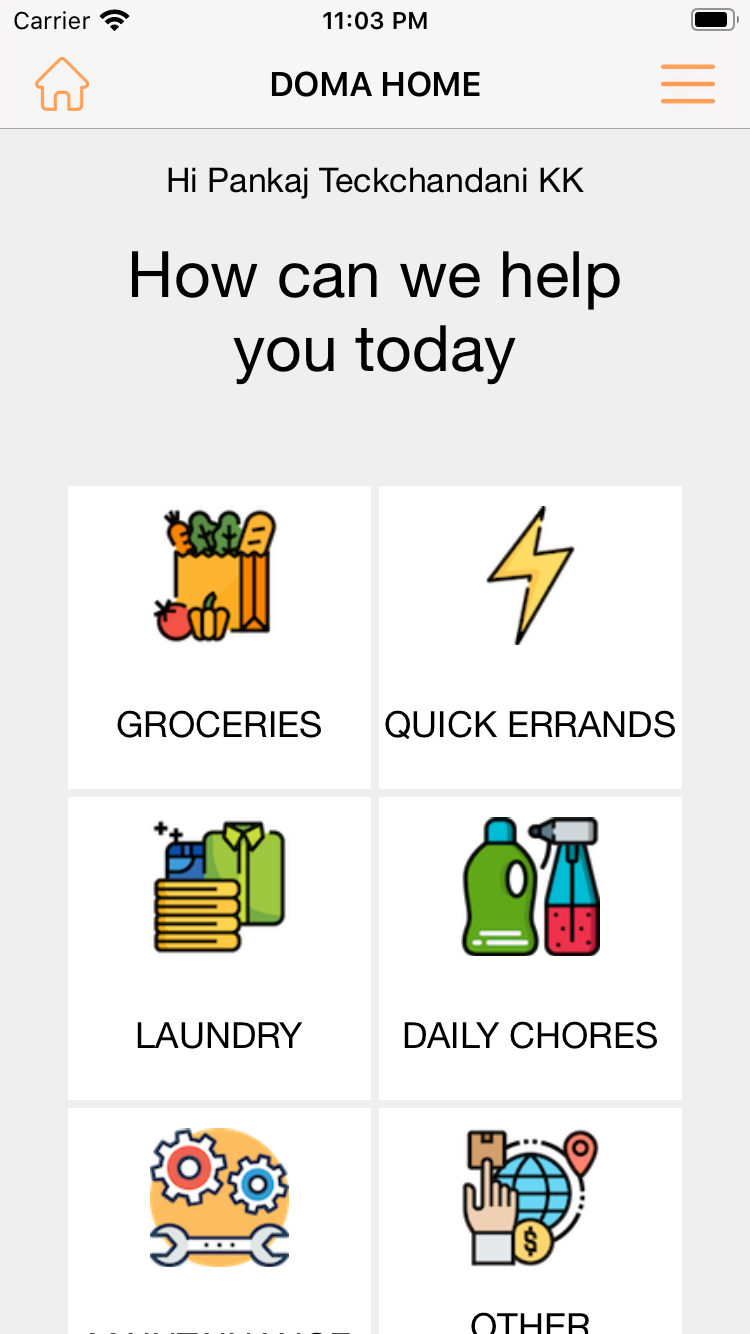 Carrier 11:03 PM
DOMA HOME
Hi Pankaj Teckchandani KK
How can we help
you today
GROCERIES QUICK ERRANDS
LAUNDRY DAILY CHORES
$
OTHER